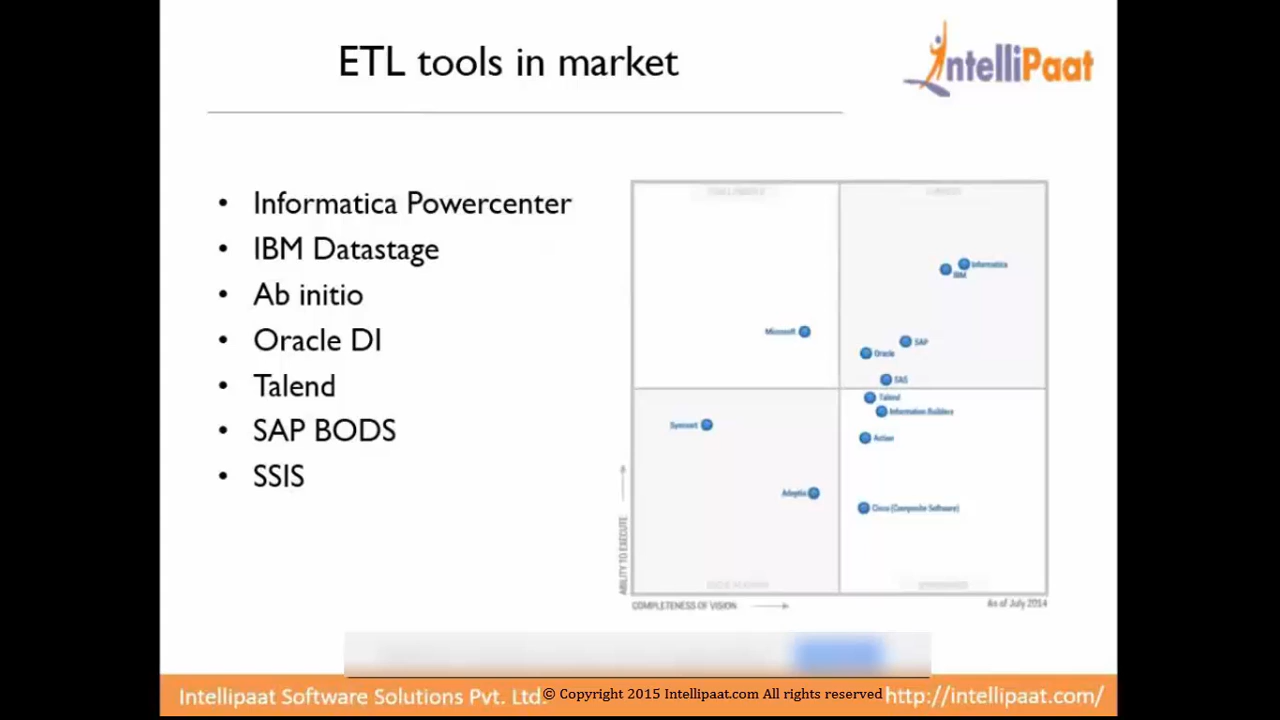 ETL tools in market
IntelliPaat
• Informatica Powercenter
• IBM Datastage
• Ab initio
• Oracle DI
• Talend
• SAP BODS
• SSIS
Informatica
IBM
Microsoft
SAP
Oracle
SAS
Talend
Information Builders
Syncsort
Action
Adeptia
Cisco (Composite Software)
ABILITY TO EXECUTE
COMPLETENESS OF VISION
As of July 2014
Intellipaat Software Solutions Pvt. Ltd.
© Copyright 2015 Intellipaat.com All rights reserved
http://intellipaat.com/